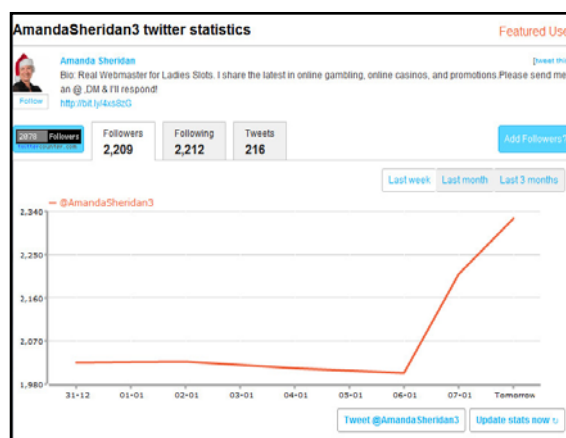 AmandaSheridan3 twitter statistics
Featured Use
Amanda Sheridan
[tweet this
Bio: Real Webmaster for Ladies Slots. I share the latest in online gambling, online casinos, and promotions.Please send me
an @ ,DM & I'll respond!
http://bit.ly/4xs8zG
Follow
2078 Followers
twittercounter.com
Followers
2,209
Following
2,212
Tweets
216
Add Followers?
Last week
Last month
Last 3 months
@AmandaSheridan3
2,340
2,250
2,160
2,070
1,980
31-12 01-01 02-01 03-01 04-01 05-01 06-01 07-01 Tomorrow
Tweet @AmandaSheridan3
Update stats now